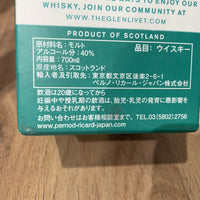 WHISKY, JOIN OUR
OUR COMMUNITY AT
THEGLENLIVET.COM
PRODUCT OF SCOTLAND
原材料名:モルト
アルコール分:40%
品目:ウイスキー
内容量:700ml
原産国名:スコットランド
輸入者及び引取先:東京都文京区後楽2-6-1
ペルノ・リカール・ジャパン株式会社
飲酒は20歳になってから
妊娠中や授乳期の飲酒は、胎児・乳児の発育に悪影響を
与えるおそれがあります。
お問い合わせはお客様相談室まで。TEL.03(5802)2756
www.pernod-ricard-japan.com